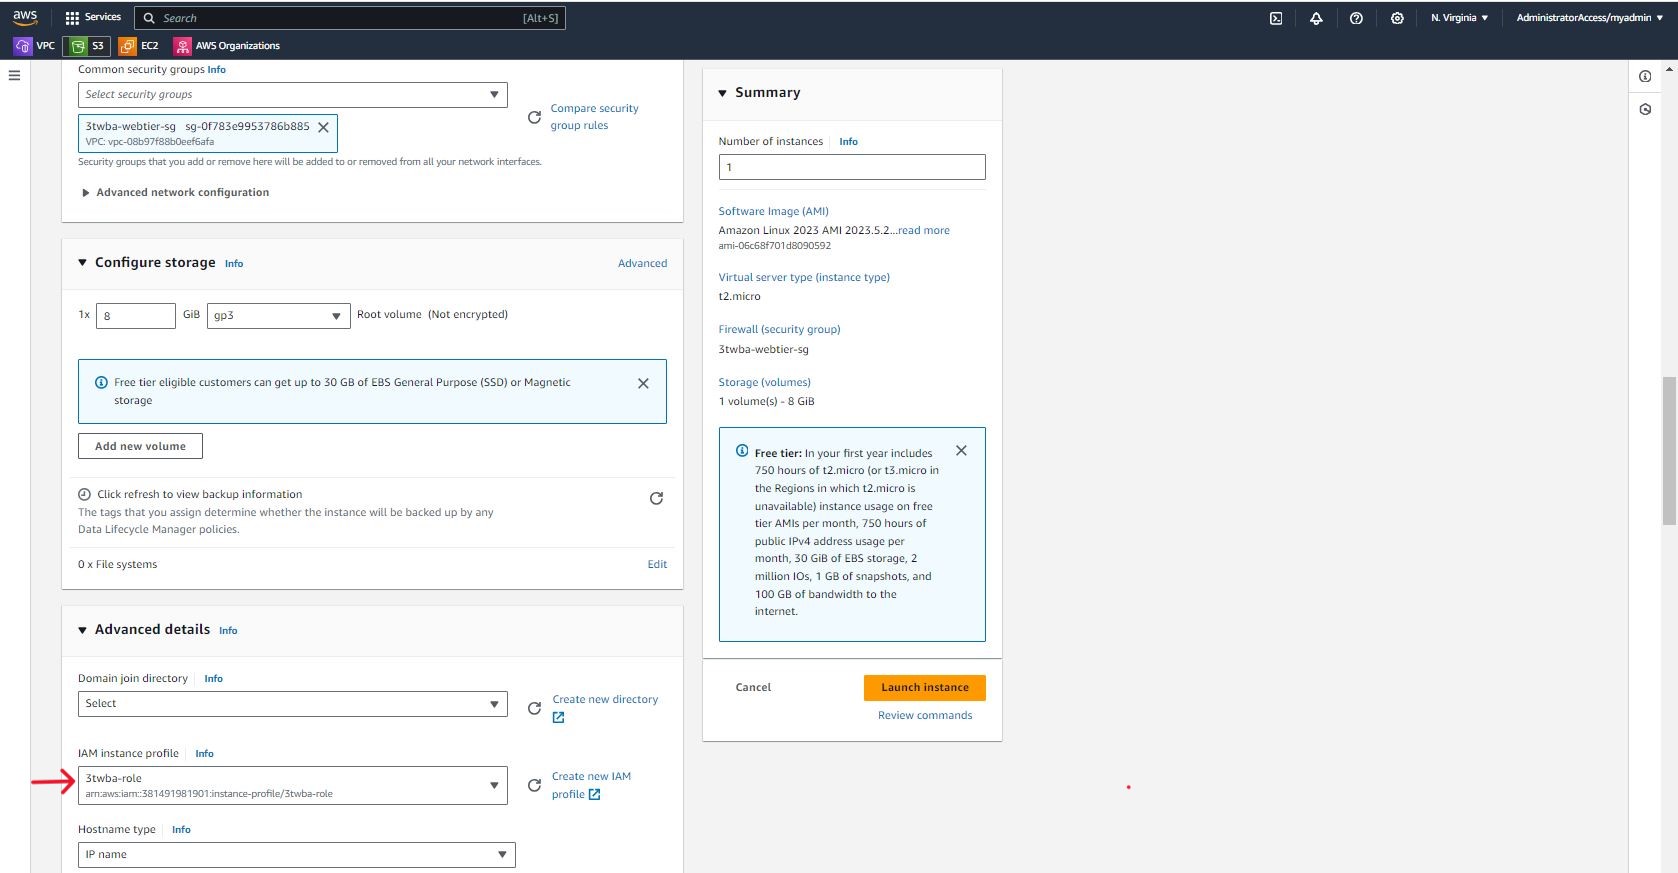 aws
Services
Search
[Alt+S]
N. Virginia
AdministratorAccess/myadmin
VPC
S3
EC2
AWS Organizations
Common security groups Info
Select security groups
3twba-webtier-sg sg-0f783e9953786b885
VPC: vpc-08b97f88b0eef6afa
Compare security
group rules
Security groups that you add or remove here will be added to or removed from all your network interfaces.
Advanced network configuration
Configure storage Info
Advanced
1x
8
GiB
gp3
Root volume (Not encrypted)
Free tier eligible customers can get up to 30 GB of EBS General Purpose (SSD) or Magnetic
storage
Add new volume
Click refresh to view backup information
The tags that you assign determine whether the instance will be backed up by any
Data Lifecycle Manager policies.
0 x File systems
Edit
Advanced details Info
Domain join directory Info
Select
Create new directory
IAM instance profile Info
3twba-role
arn:aws:iam::381491981901:instance-profile/3twba-role
Create new IAM
profile
Hostname type Info
IP name
Summary
Number of instances Info
1
Software Image (AMI)
Amazon Linux 2023 AMI 2023.5.2...read more
ami-06c68f701d8090592
Virtual server type (instance type)
t2.micro
Firewall (security group)
3twba-webtier-sg
Storage (volumes)
1 volume(s) - 8 GiB
Free tier: In your first year includes
750 hours of t2.micro (or t3.micro in
the Regions in which t2.micro is
unavailable) instance usage on free
tier AMIs per month, 750 hours of
public IPv4 address usage per
month, 30 GiB of EBS storage, 2
million IOs, 1 GB of snapshots, and
100 GB of bandwidth to the
internet.
Cancel
Launch instance
Review commands